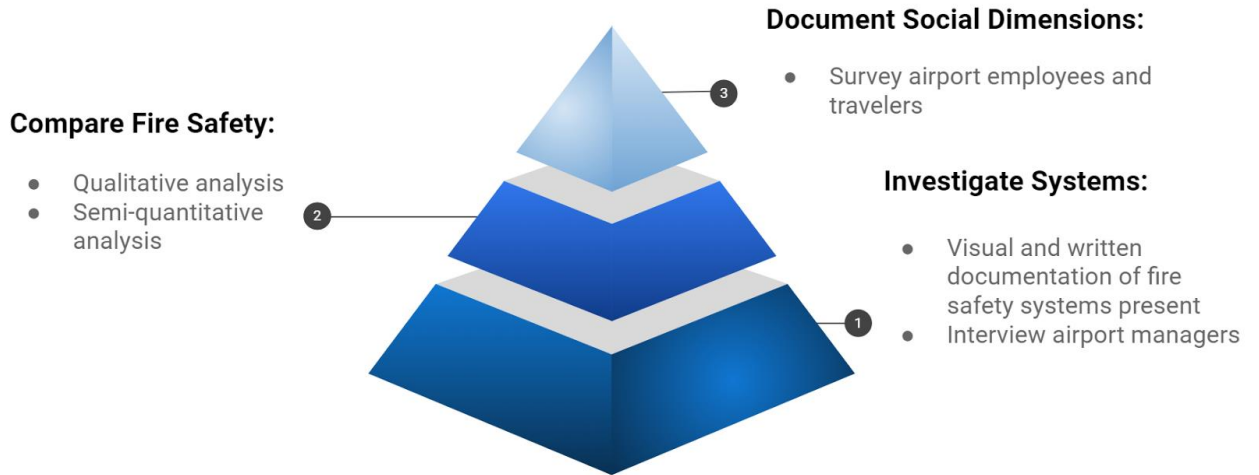 Document Social Dimensions:
● Survey airport employees and
travelers
3
Compare Fire Safety:
● Qualitative analysis
● Semi-quantitative
analysis
2
Investigate Systems:
● Visual and written
documentation of fire
safety systems present
● Interview airport managers
1